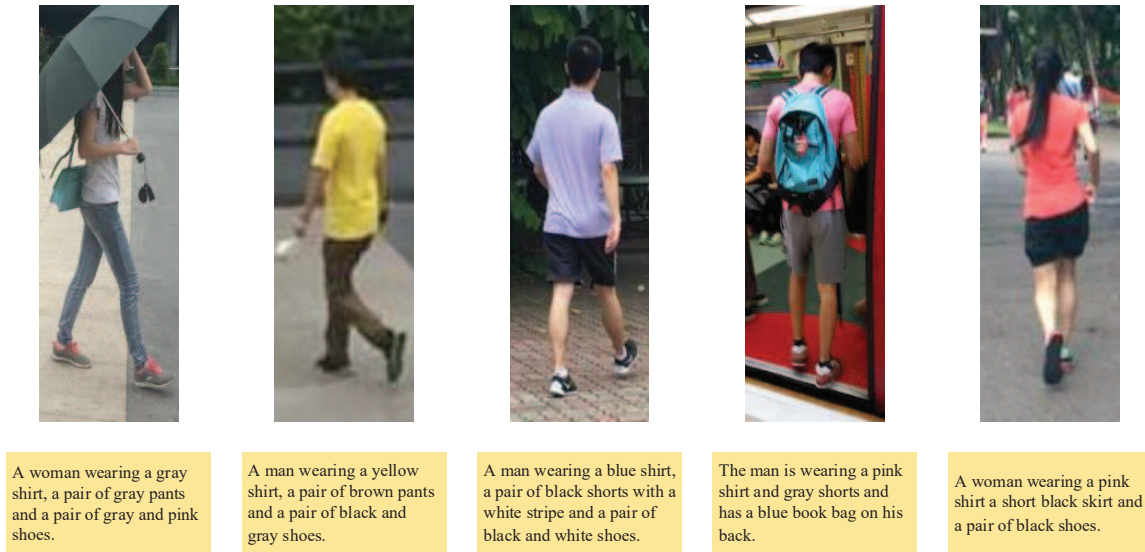 A woman wearing a gray
shirt, a pair of gray pants
and a pair of gray and pink
shoes.
A man wearing a yellow
shirt, a pair of brown pants
and a pair of black and
gray shoes.
A man wearing a blue shirt,
a pair of black shorts with a
white stripe and a pair of
black and white shoes.
The man is wearing a pink
shirt and gray shorts and
has a blue book bag on his
back.
A woman wearing a pink
shirt a short black skirt and
a pair of black shoes.